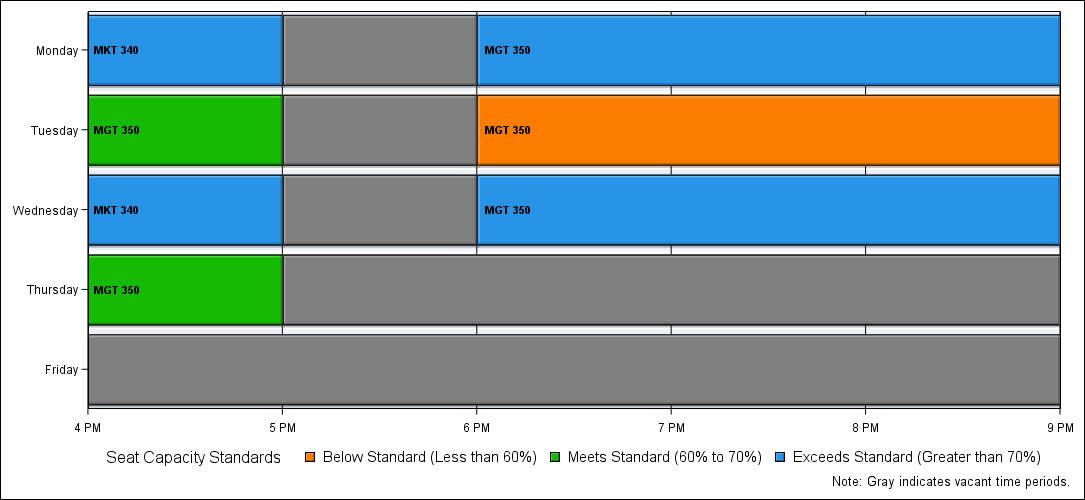 Monday MKT 340 MGT 350
Tuesday MGT 350 MGT 350
Wednesday MKT 340 MGT 350
Thursday MGT 350
Friday
4 PM 5 PM 6 PM 7 PM 8 PM 9 PM
Seat Capacity Standards Below Standard (Less than 60%) Meets Standard (60% to 70%) Exceeds Standard (Greater than 70%)
Note: Gray indicates vacant time periods.